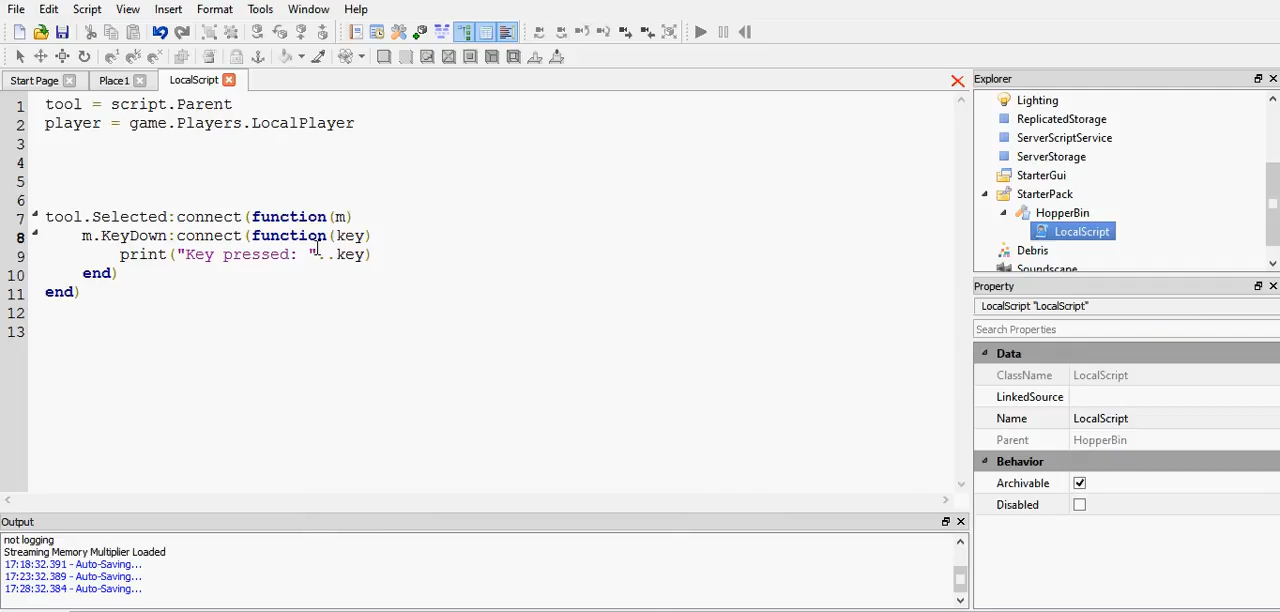 File Edit Script View Insert Format Tools Window Help
Start Page Place1 LocalScript
1 tool = script.Parent
2 player = game.Players.LocalPlayer
3
4
5
6
7 tool.Selected:connect(function(m)
8 m.KeyDown:connect(function(key)
9 print("Key pressed: "..key)
10 end)
11 end)
12
13
Explorer
Lighting
ReplicatedStorage
ServerScriptService
ServerStorage
StarterGui
StarterPack
HopperBin
LocalScript
Debris
Soundscape
Property
LocalScript "LocalScript"
Search Properties
Data
ClassName LocalScript
LinkedSource
Name LocalScript
Parent HopperBin
Behavior
Archivable
Disabled
Output
not logging
Streaming Memory Multiplier Loaded
17:18:32.391 - Auto-Saving...
17:23:32.389 - Auto-Saving...
17:28:32.384 - Auto-Saving...